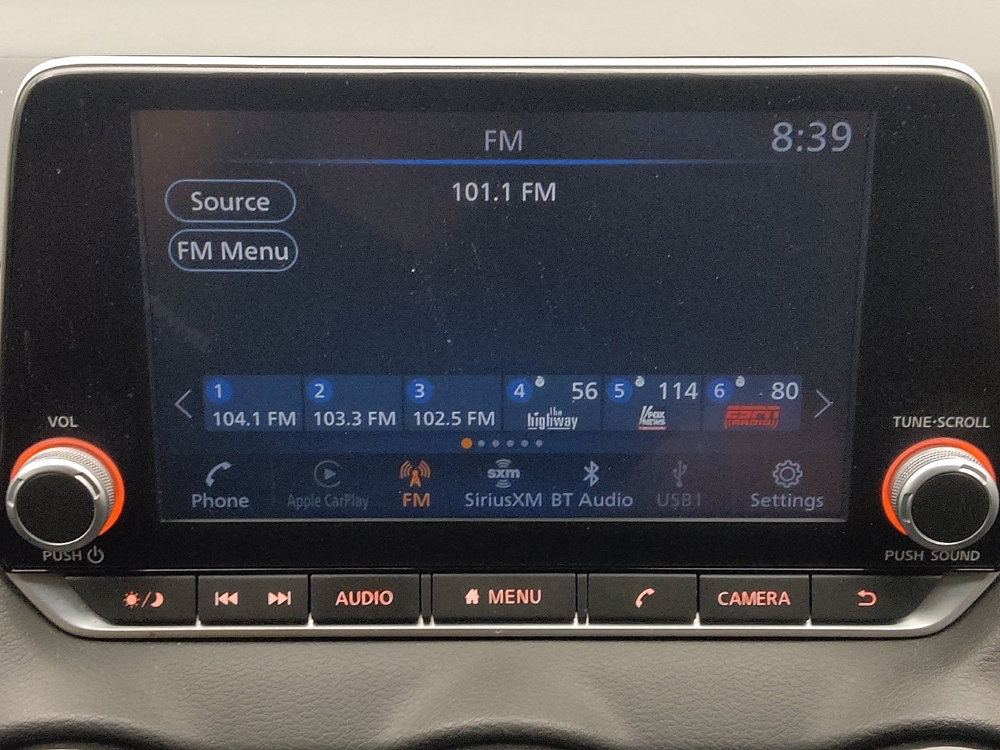 FM
8:39
Source
101.1 FM
FM Menu
1
104.1 FM
2
103.3 FM
3
102.5 FM
4 56
the highway
5 114
FOX NEWS
6 80
ESPN RADIO
VOL
TUNE·SCROLL
Phone
Apple CarPlay
FM
sxm
SiriusXM
BT Audio
USB1
Settings
PUSH
PUSH SOUND
AUDIO
MENU
CAMERA